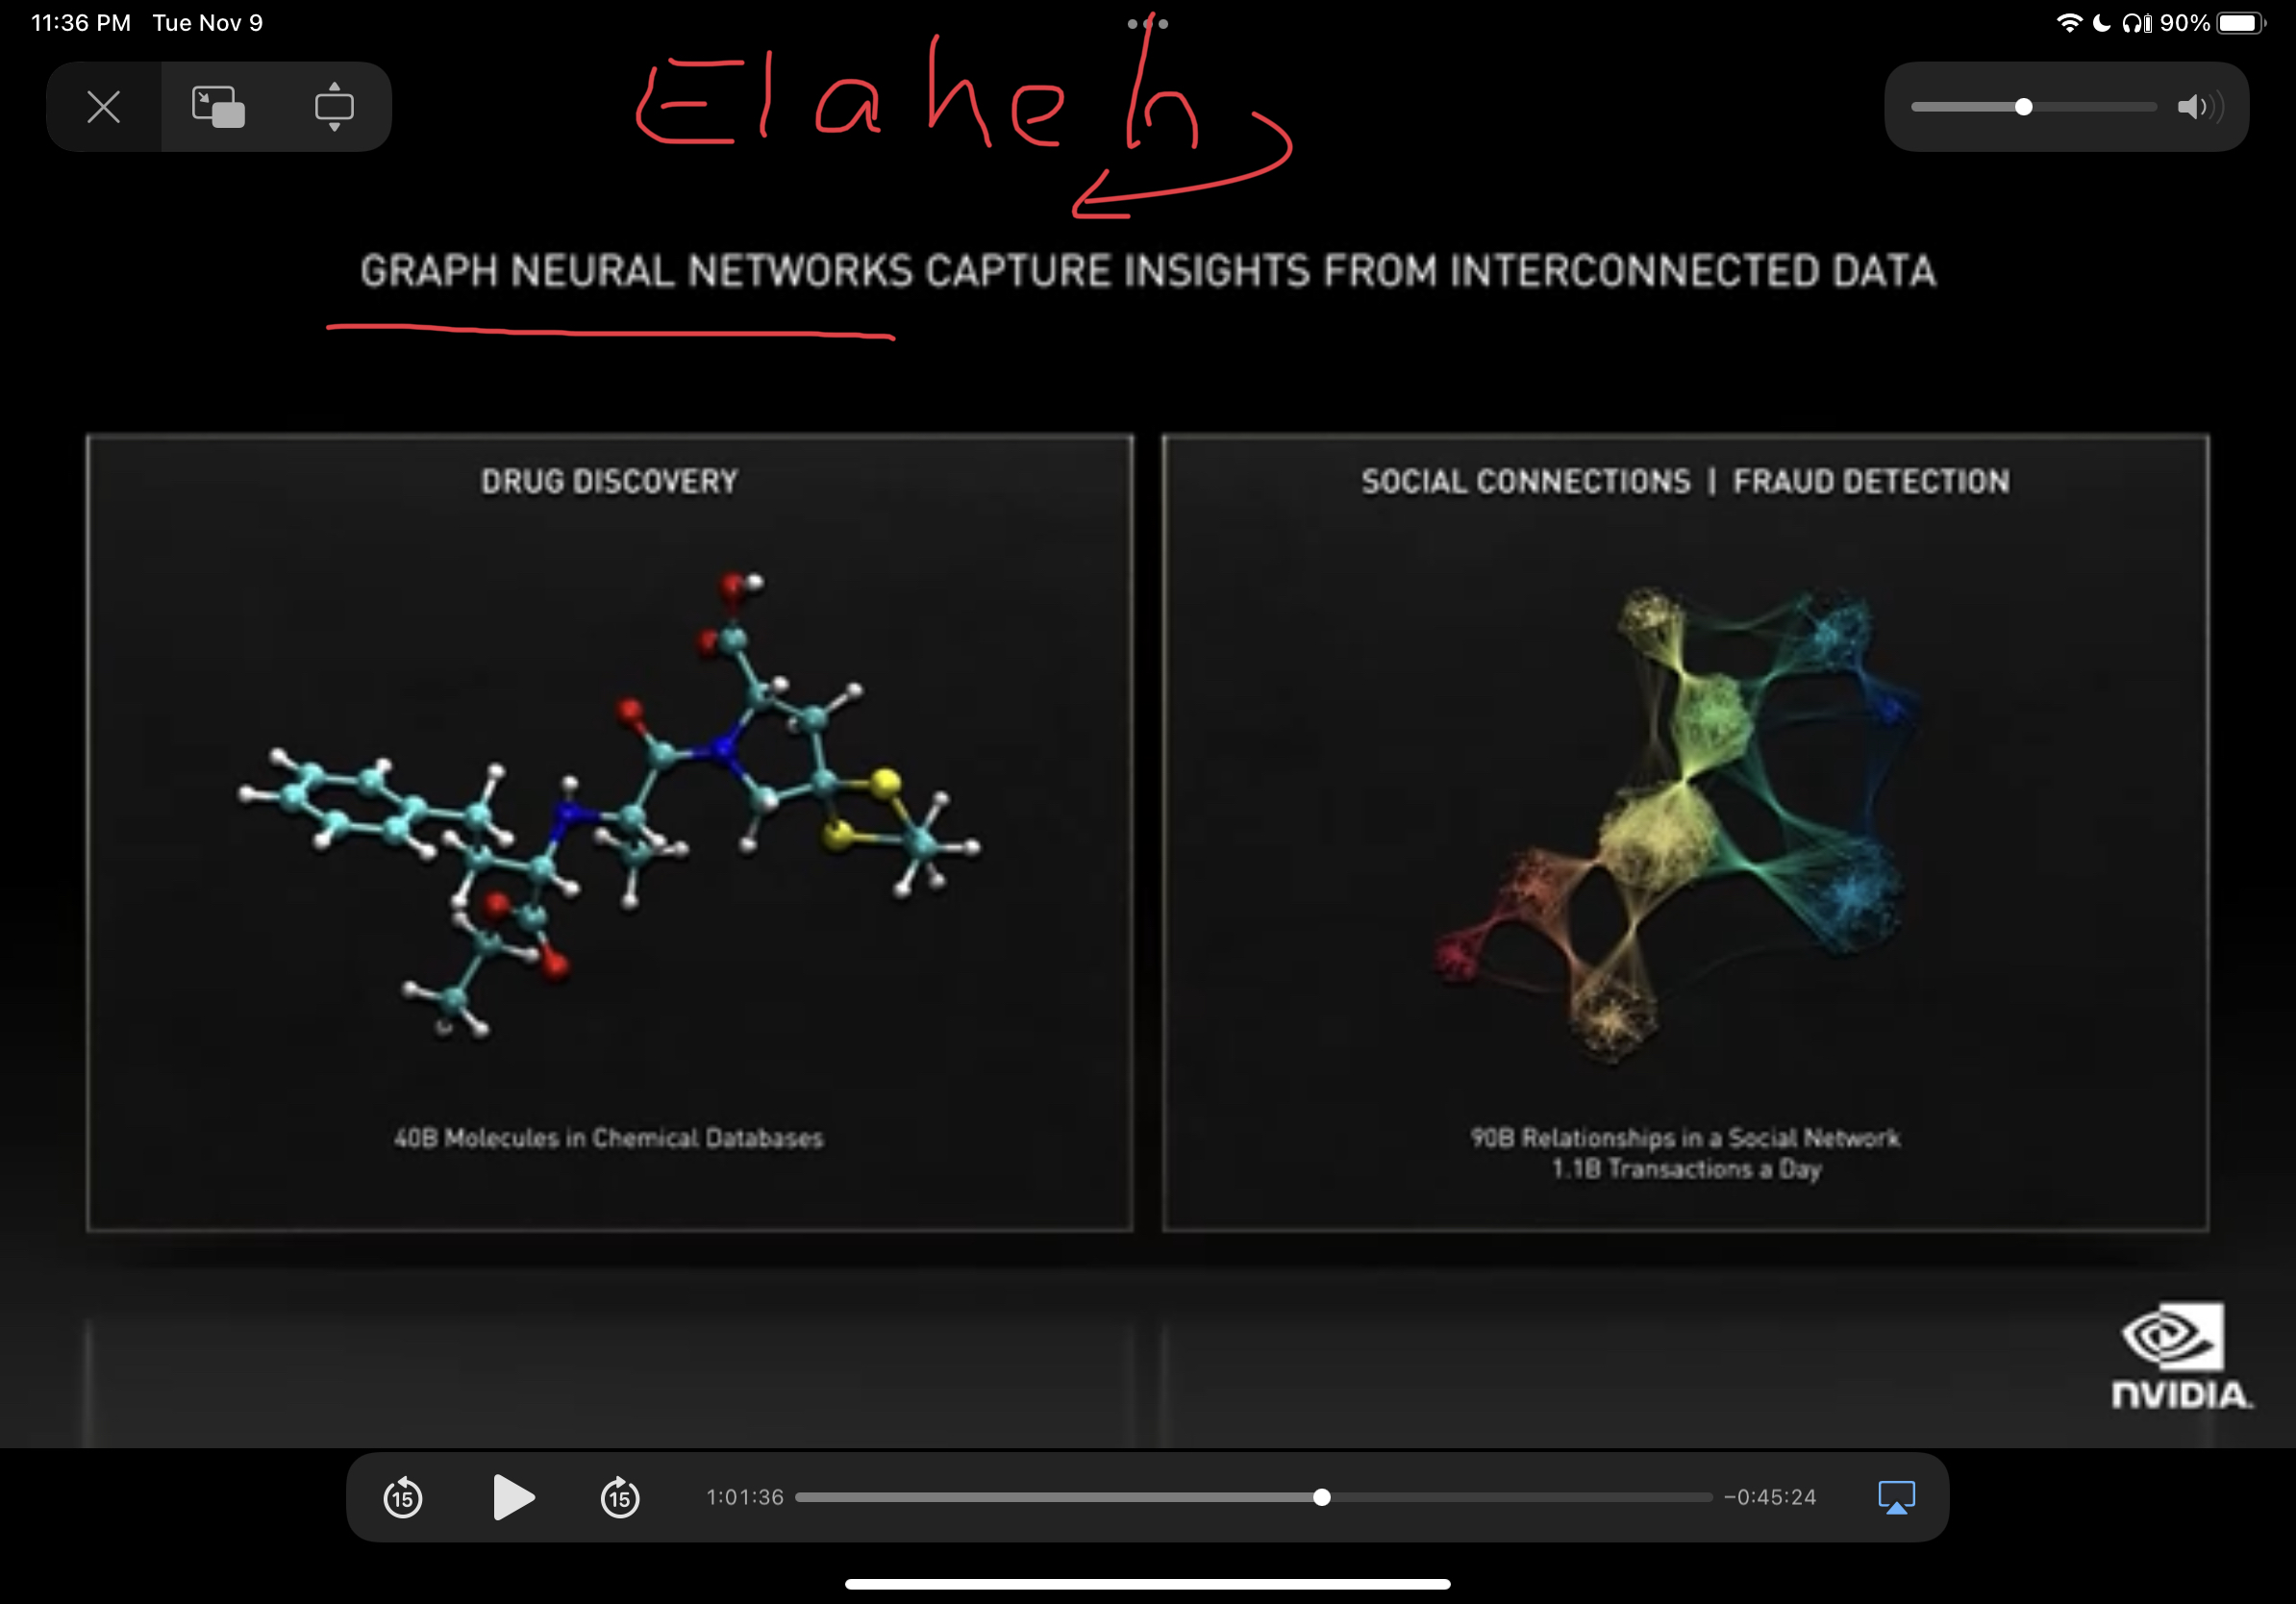 11:36 PM Tue Nov 9
90%
Elaheh
GRAPH NEURAL NETWORKS CAPTURE INSIGHTS FROM INTERCONNECTED DATA
DRUG DISCOVERY
40B Molecules in Chemical Databases
SOCIAL CONNECTIONS | FRAUD DETECTION
90B Relationships in a Social Network
1.1B Transactions a Day
NVIDIA.
15 15 1:01:36 −0:45:24